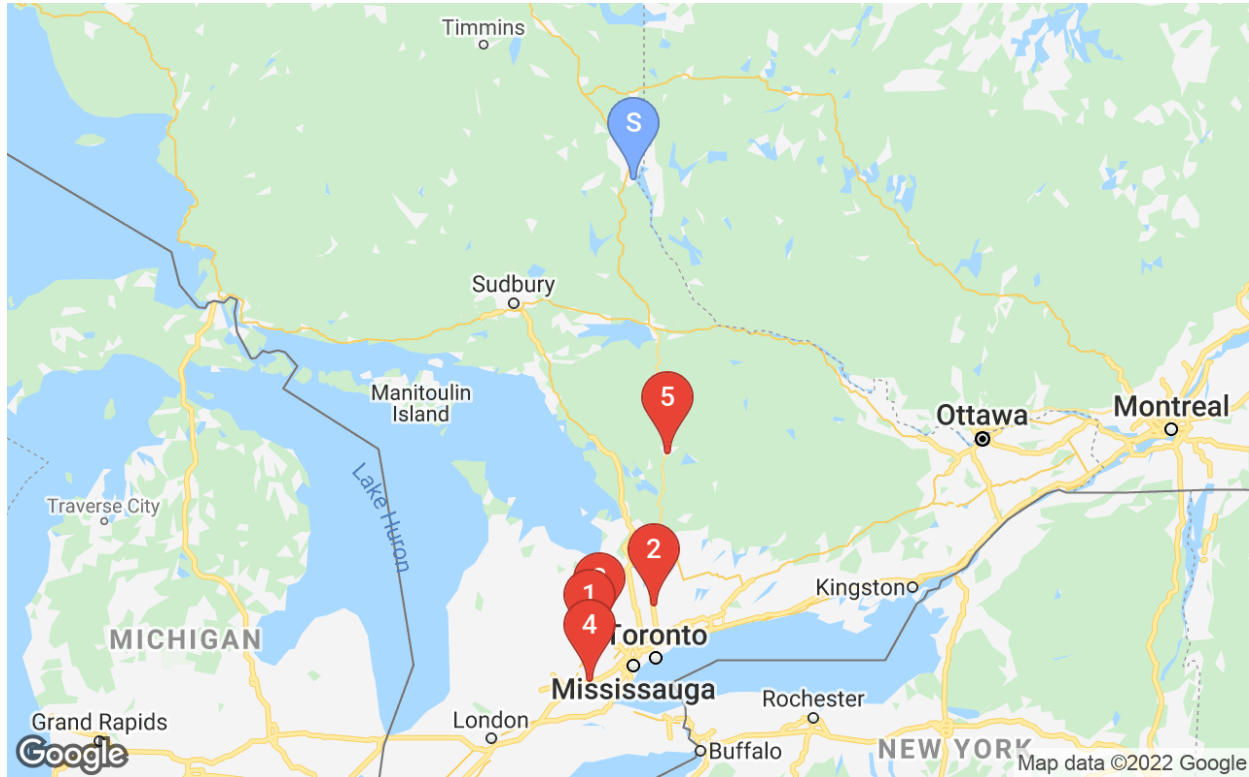 Timmins
S
Sudbury
Manitoulin
Island
5
Ottawa
Montreal
Lake Huron
Traverse City
2
1
Kingston
4
Toronto
MICHIGAN
Mississauga
Rochester
London
Grand Rapids
Buffalo
NEW YORK
Google
Map data ©2022 Google